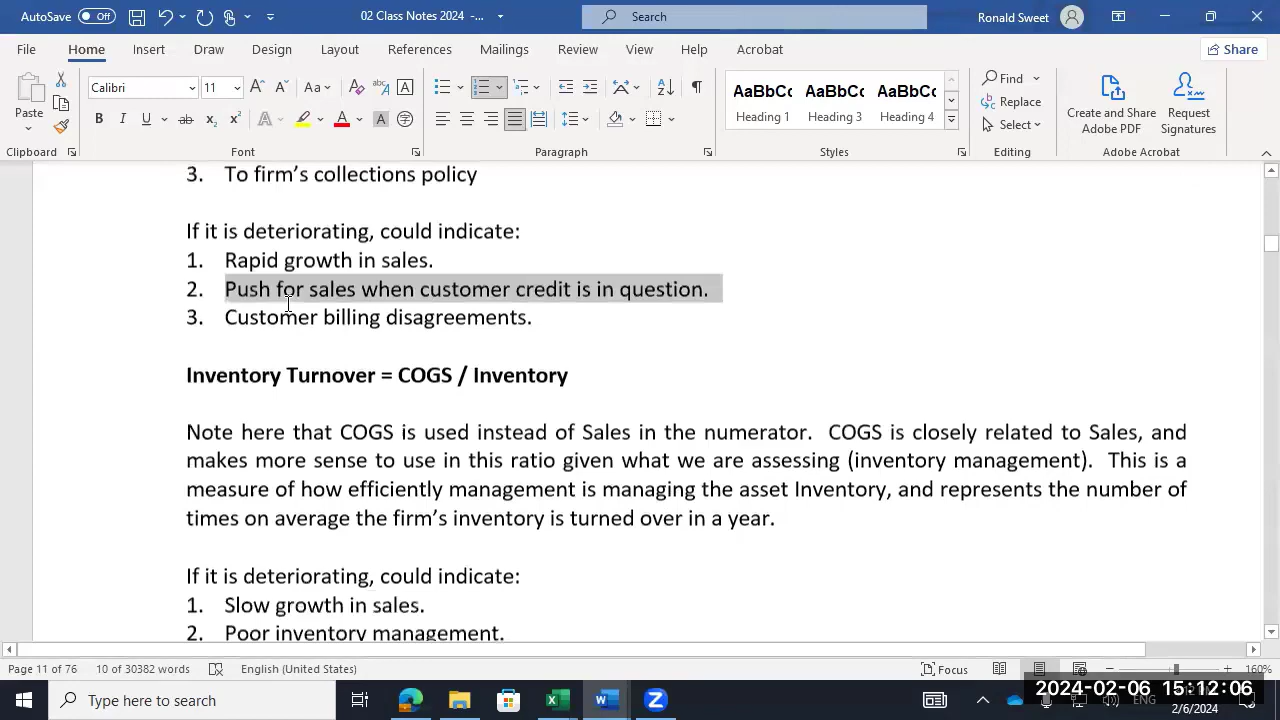 AutoSave Off 02 Class Notes 2024 -... Search Ronald Sweet
File Home Insert Draw Design Layout References Mailings Review View Help Acrobat Share
Calibri 11 Aa AaBbCc AaBbCc AaBbCc Find
Paste Heading 1 Heading 3 Heading 4 Replace Create and Share Adobe PDF Request Signatures
B I U ab x₂ x² A A A Select
Clipboard Font Paragraph Styles Editing Adobe Acrobat
3. To firm’s collections policy
If it is deteriorating, could indicate:
1. Rapid growth in sales.
2. Push for sales when customer credit is in question.
3. Customer billing disagreements.
Inventory Turnover = COGS / Inventory
Note here that COGS is used instead of Sales in the numerator. COGS is closely related to Sales, and
makes more sense to use in this ratio given what we are assessing (inventory management). This is a
measure of how efficiently management is managing the asset Inventory, and represents the number of
times on average the firm’s inventory is turned over in a year.
If it is deteriorating, could indicate:
1. Slow growth in sales.
2. Poor inventory management.
Page 11 of 76 10 of 30382 words English (United States) Focus 160%
Type here to search ENG 2024-02-06 15:12:06
2/6/2024